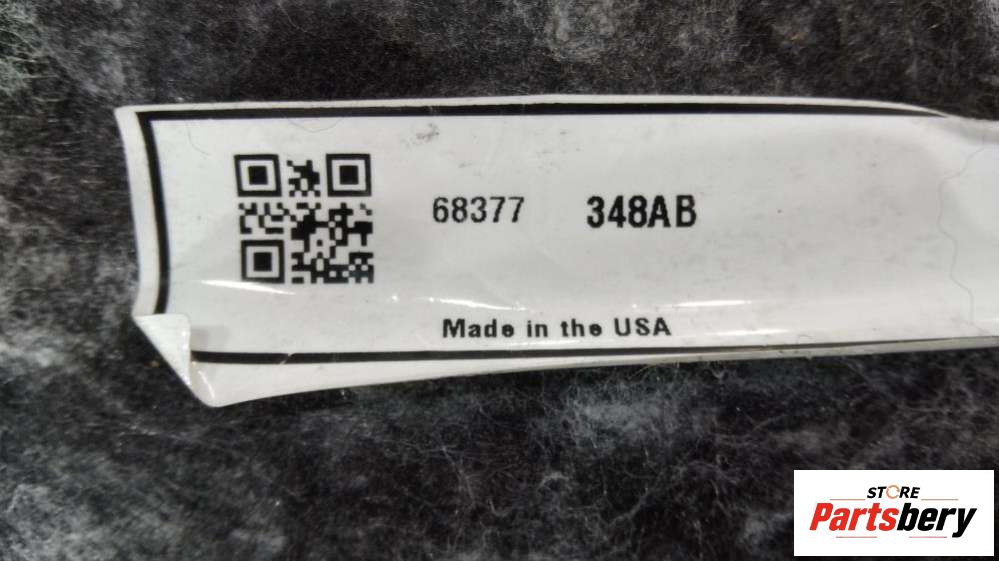 68377 348AB
Made in the USA
STORE
Partsbery